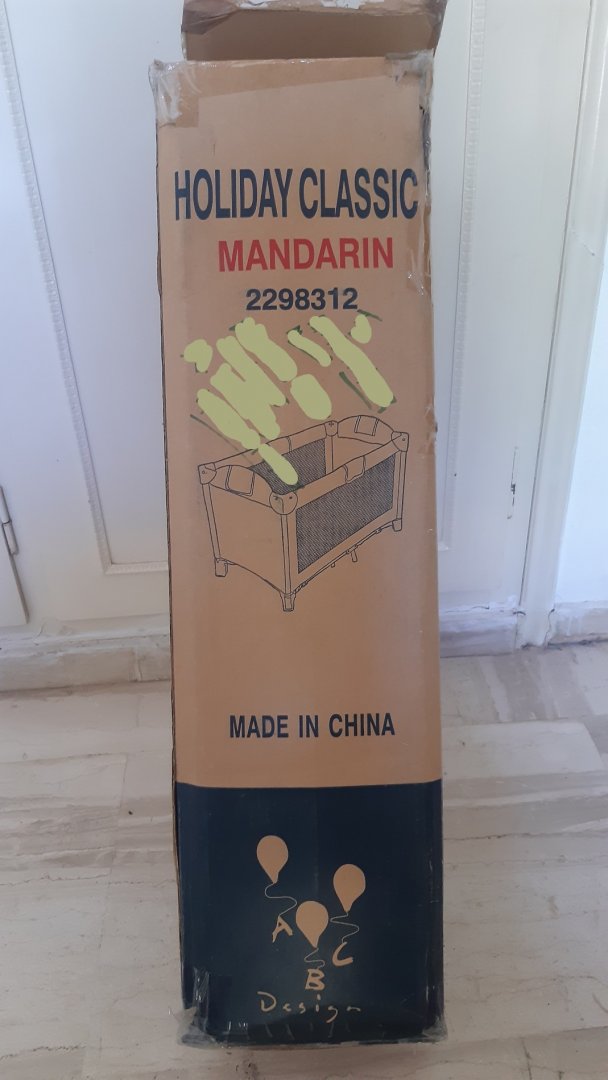 HOLIDAY CLASSIC
MANDARIN
2298312
MADE IN CHINA
A
B
C
Design